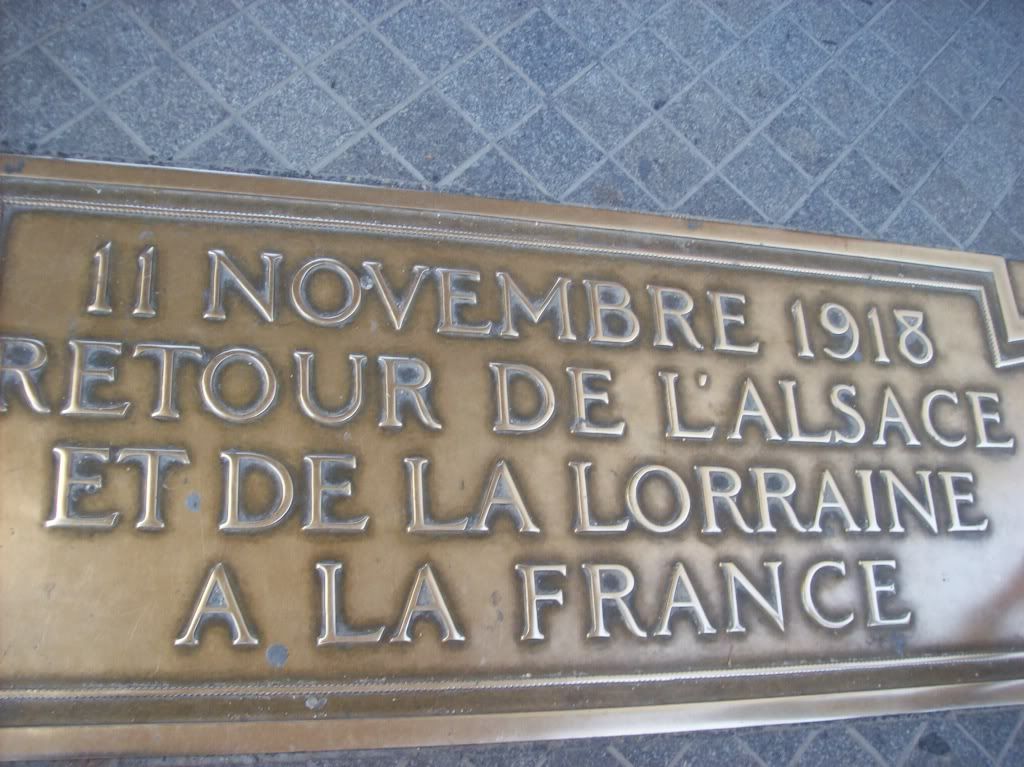 11 NOVEMBRE 1918
RETOUR DE L'ALSACE
ET DE LA LORRAINE
A LA FRANCE